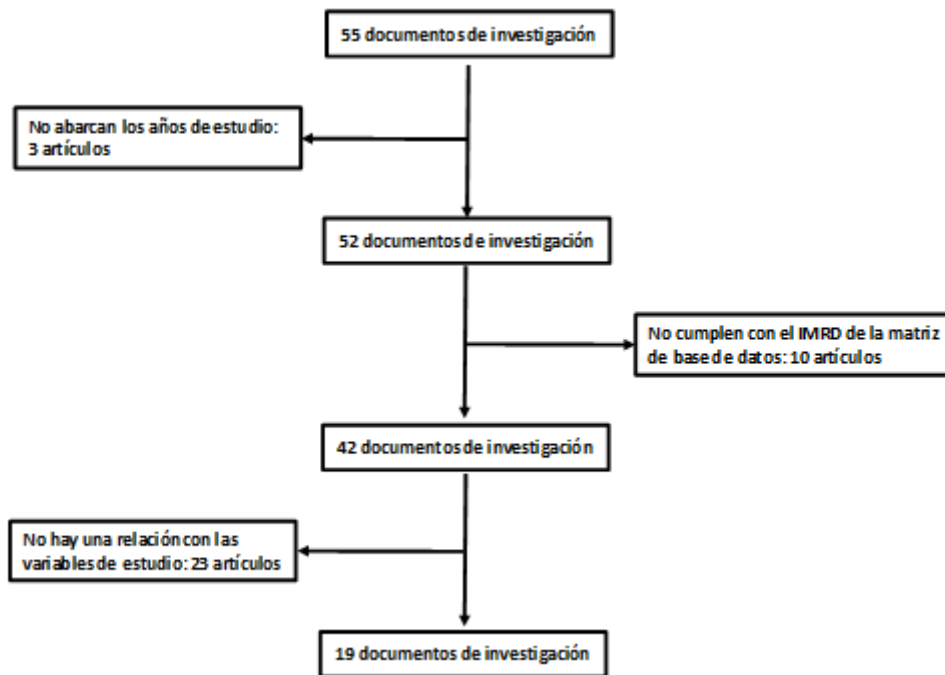 55 documentos de investigación
No abarcan los años de estudio:
3 artículos
52 documentos de investigación
No cumplen con el IMRD de la matriz
de base de datos: 10 artículos
42 documentos de investigación
No hay una relación con las
variables de estudio: 23 artículos
19 documentos de investigación